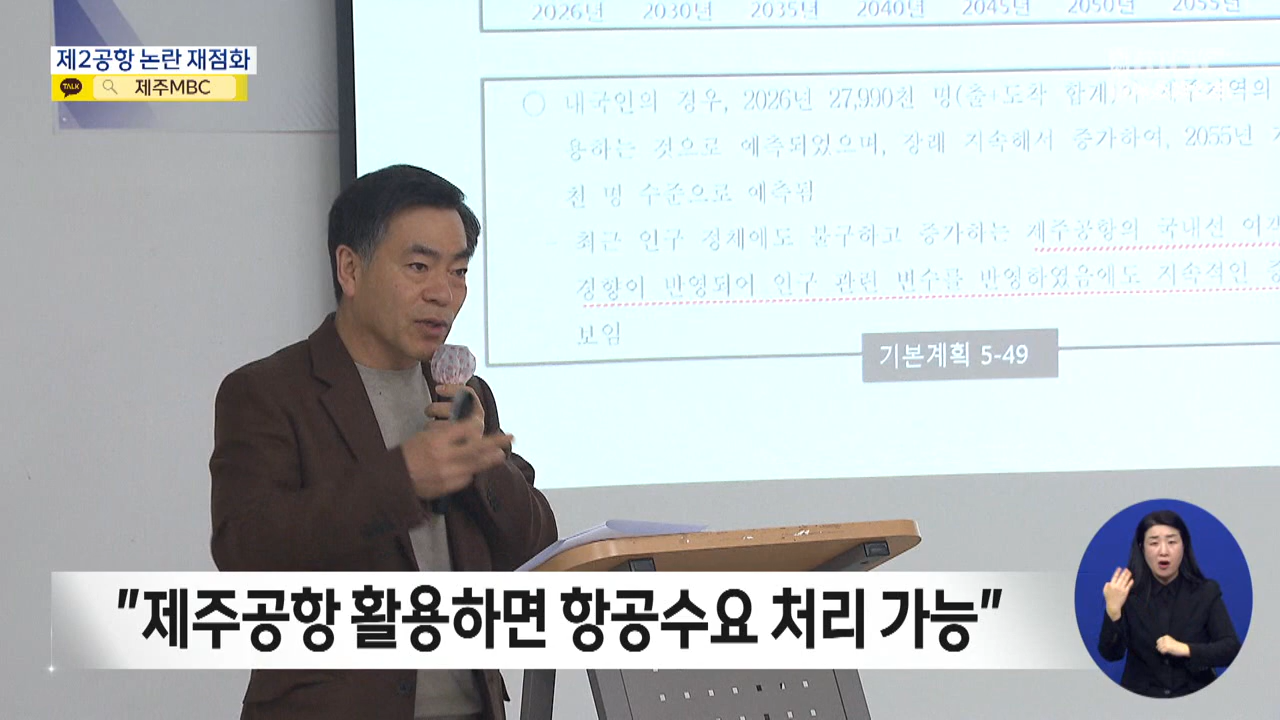 제2공항 논란 재점화
TALK 제주MBC
2026년 2030년 2035년 2040년 2045년 2050년 2055년
○ 내국인의 경우, 2026년 27,990천 명(출+도착 합계)이 제주지역의
용하는 것으로 예측되었으며, 장래 지속해서 증가하여, 2055년
천 명 수준으로 예측됨
최근 인구 정체에도 불구하고 증가하는 제주공항의 국내선 이
경향이 반영되어 인구 관련 변수를 반영하였음에도 지속적인
보임
기본계획 5-49
"제주공항 활용하면 항공수요 처리 가능"